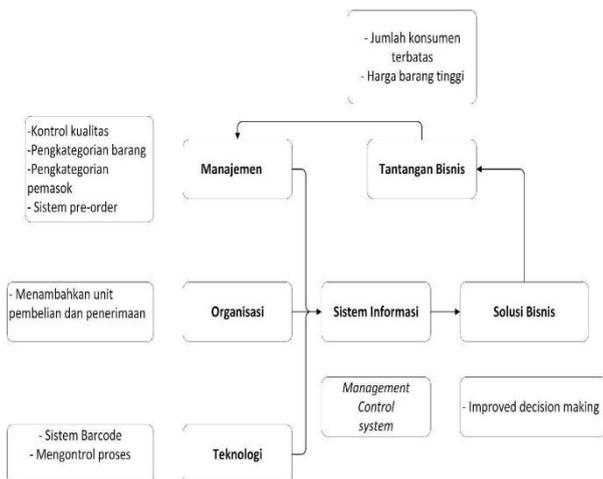 - Jumlah konsumen
terbatas
- Harga barang tinggi
-Kontrol kualitas
-Pengkategorian barang
-Pengkategorian
pemasok
- Sistem pre-order
Manajemen
Tantangan Bisnis
- Menambahkan unit
pembelian dan penerimaan
Organisasi
Sistem Informasi
Solusi Bisnis
Management
Control
system
- Improved decision making
- Sistem Barcode
- Mengontrol proses
Teknologi